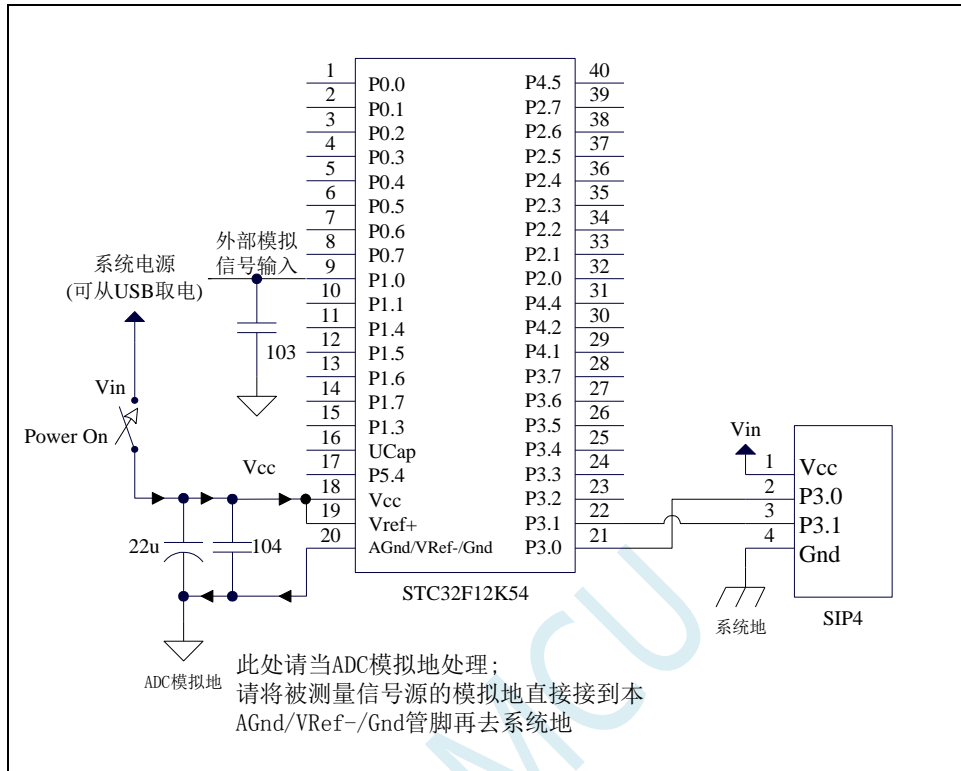 1 P0.0 P4.5 40
2 P0.1 P2.7 39
3 P0.2 P2.6 38
4 P0.3 P2.5 37
5 P0.4 P2.4 36
6 P0.5 P2.3 35
7 P0.6 P2.2 34
8 P0.7 P2.1 33
9 P1.0 P2.0 32
10 P1.1 P4.4 31
11 P1.4 P4.2 30
12 P1.5 P4.1 29
13 P1.6 P3.7 28
14 P1.7 P3.6 27
15 P1.3 P3.5 26
16 UCap P3.4 25
17 P5.4 P3.3 24
18 Vcc P3.2 23
19 Vref+ P3.1 22
20 AGnd/VRef-/Gnd P3.0 21
STC32F12K54
外部模拟
信号输入
103
系统电源
(可从USB取电)
Vin
Power On
Vcc
22u
104
ADC模拟地
Vin
1 Vcc
2 P3.0
3 P3.1
4 Gnd
SIP4
系统地
此处请当ADC模拟地处理;
请将被测量信号源的模拟地直接接到本
AGnd/VRef-/Gnd管脚再去系统地
MCU